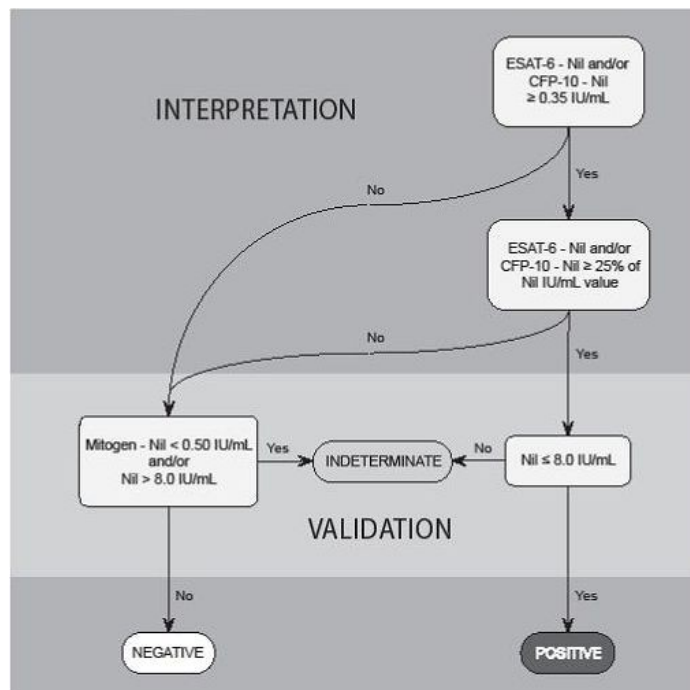 ESAT-6 - Nil and/or
CFP-10 - Nil
≥ 0.35 IU/mL
INTERPRETATION
No
Yes
ESAT-6 - Nil and/or
CFP-10 - Nil ≥ 25% of
Nil IU/mL value
No
Yes
Mitogen - Nil < 0.50 IU/mL
and/or
Nil > 8.0 IU/mL
Yes
INDETERMINATE
No
Nil ≤ 8.0 IU/mL
VALIDATION
No
Yes
NEGATIVE
POSITIVE